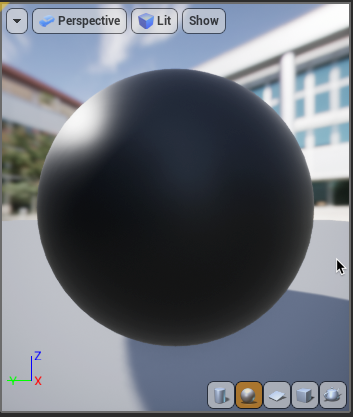 Perspective Lit Show
Z
Y X